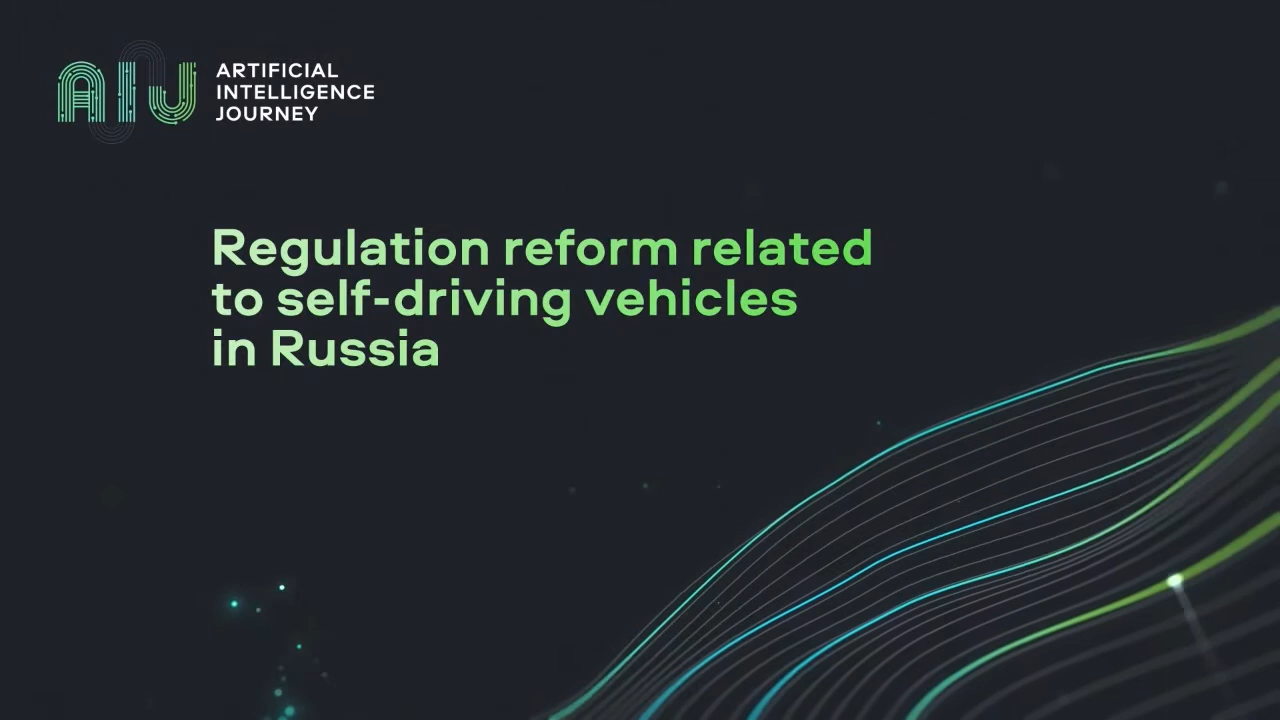 AIJ
ARTIFICIAL
INTELLIGENCE
JOURNEY
Regulation reform related
to self-driving vehicles
in Russia